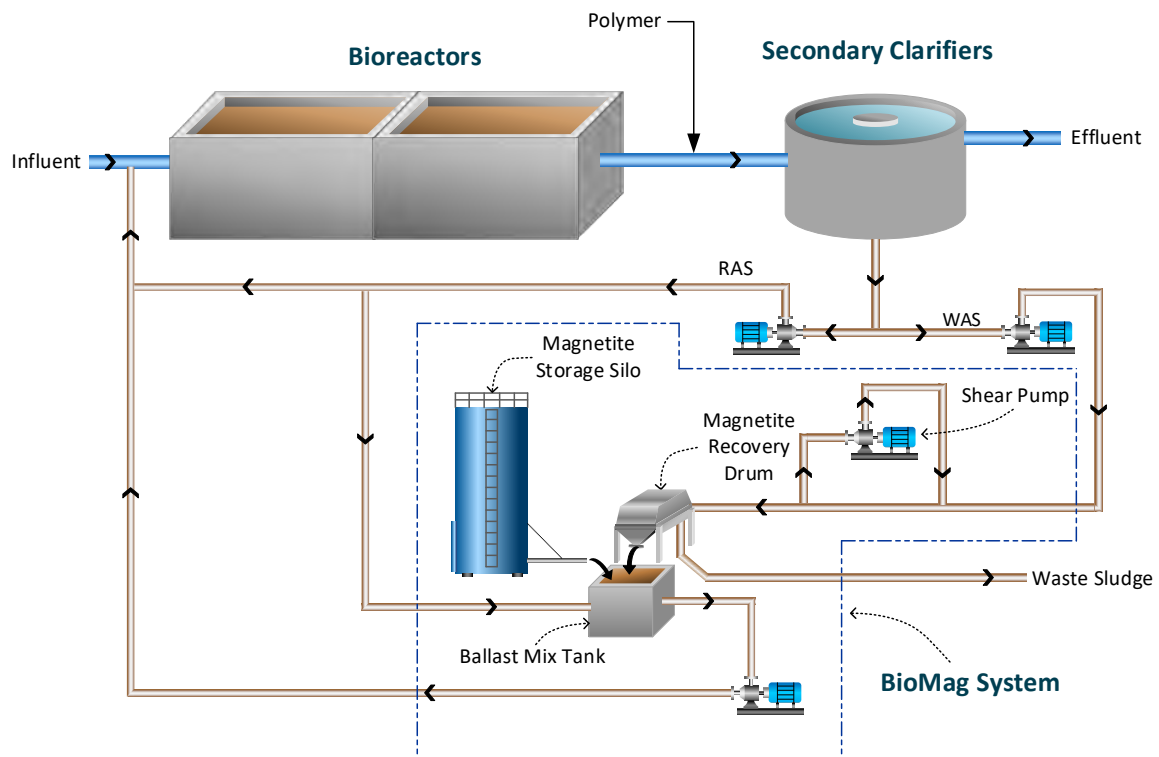 Polymer
Bioreactors
Secondary Clarifiers
Influent
Effluent
RAS
WAS
Magnetite
Storage Silo
Shear Pump
Magnetite
Recovery
Drum
Waste Sludge
Ballast Mix Tank
BioMag System